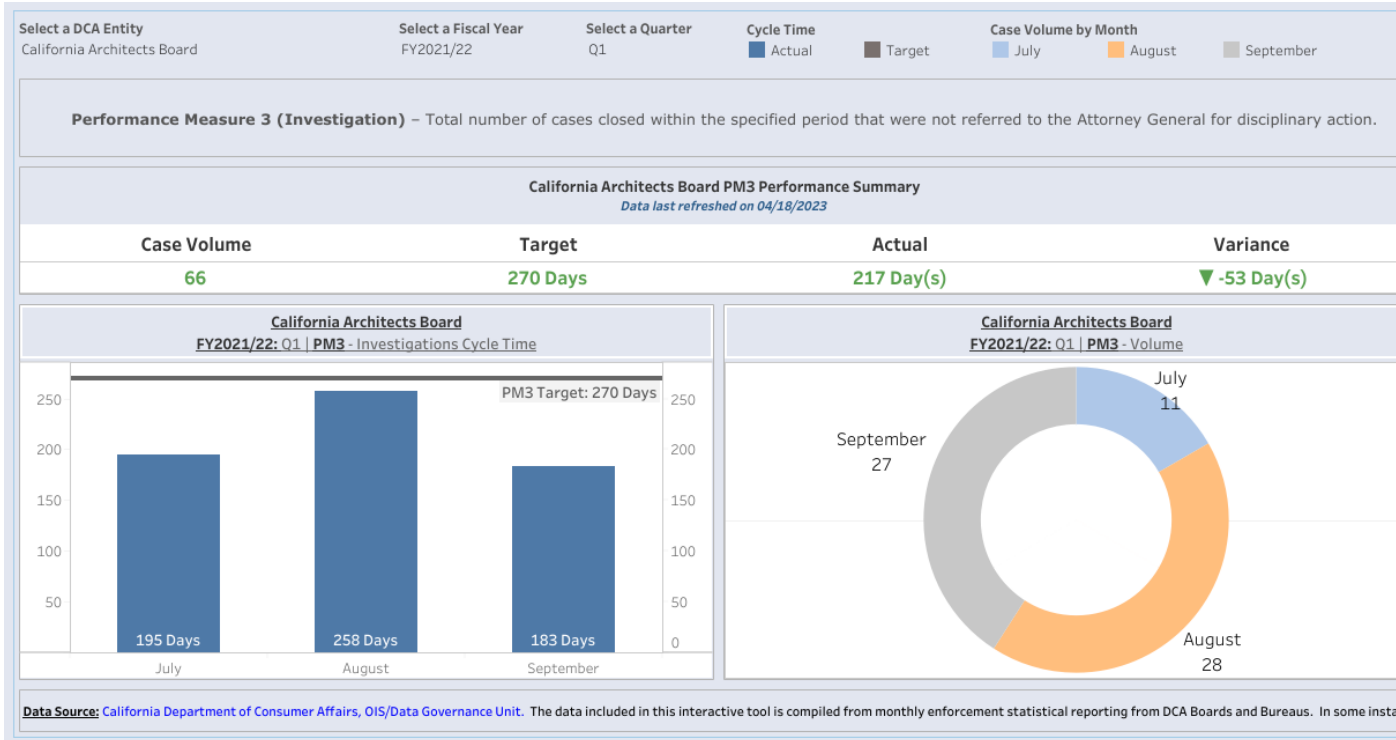 Select a DCA Entity
California Architects Board
Select a Fiscal Year
FY2021/22
Select a Quarter
Q1
Cycle Time
Actual
Target
Case Volume by Month
July
August
September
Performance Measure 3 (Investigation) – Total number of cases closed within the specified period that were not referred to the Attorney General for disciplinary action.
California Architects Board PM3 Performance Summary
Data last refreshed on 04/18/2023
Case Volume Target Actual Variance
66 270 Days 217 Day(s) ▼ -53 Day(s)
California Architects Board
FY2021/22: Q1 | PM3 - Investigations Cycle Time
PM3 Target: 270 Days
250 250
200 200
150 150
100 100
50 50
0
195 Days 258 Days 183 Days
July August September
California Architects Board
FY2021/22: Q1 | PM3 - Volume
July
11
September
27
August
28
Data Source: California Department of Consumer Affairs, OIS/Data Governance Unit. The data included in this interactive tool is compiled from monthly enforcement statistical reporting from DCA Boards and Bureaus. In some